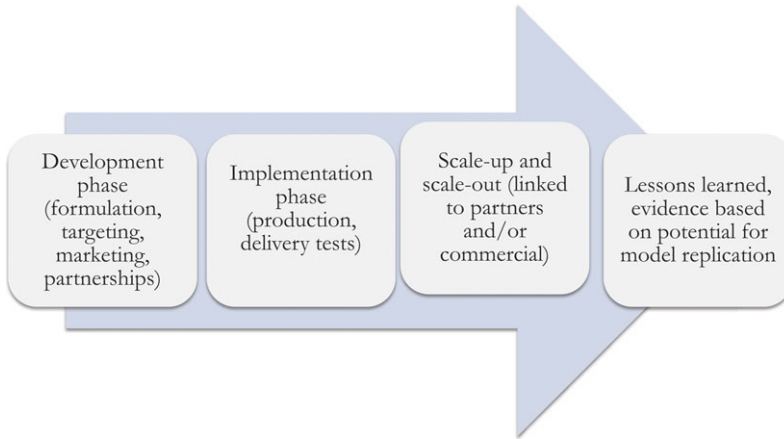 Development
phase
(formulation,
targeting,
marketing,
partnerships)
Implementation
phase
(production,
delivery tests)
Scale-up and
scale-out (linked
to partners
and/or
commercial)
Lessons learned,
evidence based
on potential for
model replication